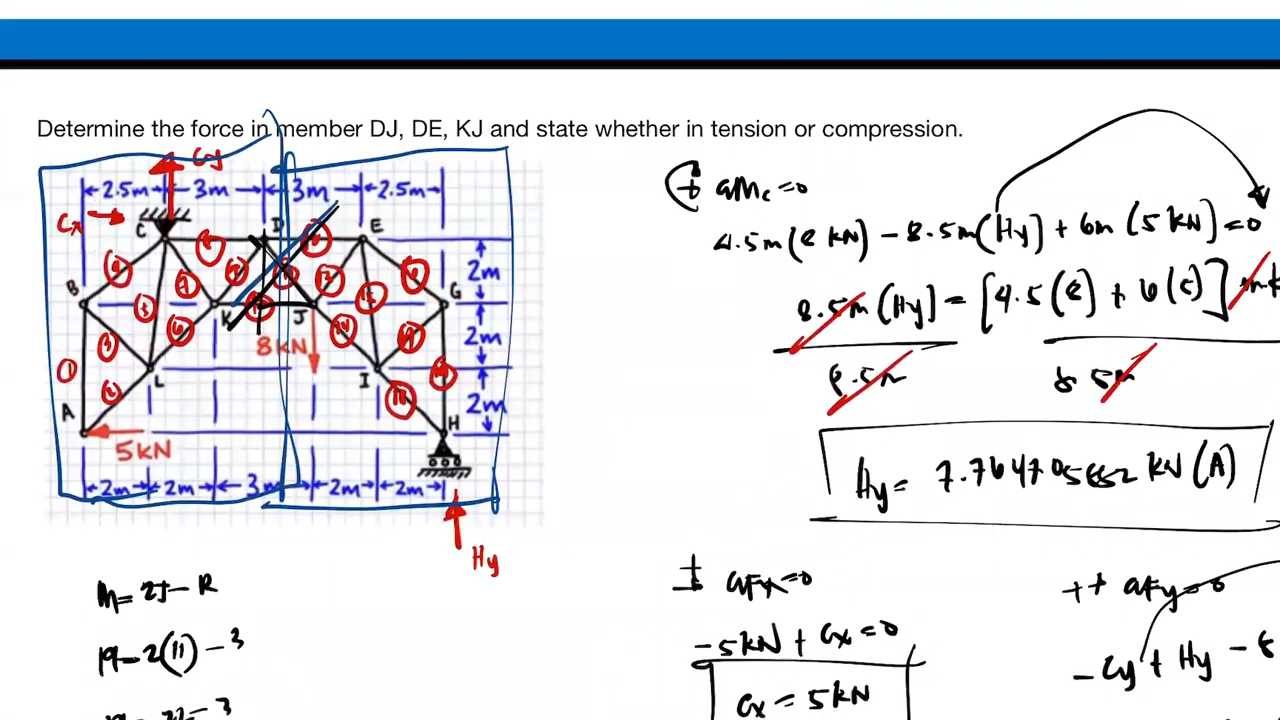 Determine the force in member DJ, DE, KJ and state whether in tension or compression.
Cy
2.5m 3m 3m 2.5m
Cx
C D E
B K J G
L I
A H
2m
2m
2m
8kN
5kN
2m 2m 3m 2m 2m
Hy
M = 2J - R
19 = 2(11) - 3
19 = 22 - 3
+ ΣMc = 0
4.5m (8 kN) - 8.5m (Hy) + 6m (5 kN) = 0
8.5m (Hy) = [4.5 (8) + 6 (5)]
8.5m 8.5m
Hy = 7.764705882 kN (A)
+ ΣFx = 0
-5kN + Cx = 0
Cx = 5kN
+↑ ΣFy = 0
- Cy + Hy - 8